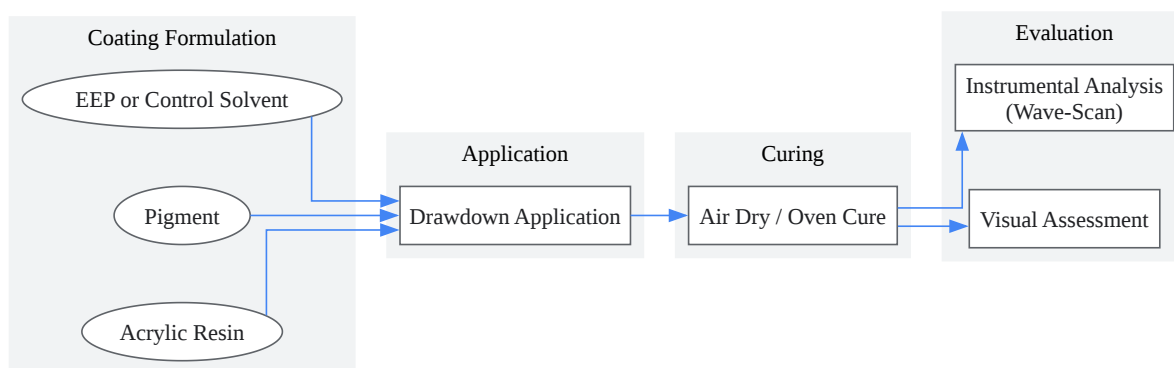 Coating Formulation
EEP or Control Solvent
Pigment
Acrylic Resin
Application
Drawdown Application
Curing
Air Dry / Oven Cure
Evaluation
Instrumental Analysis
(Wave-Scan)
Visual Assessment